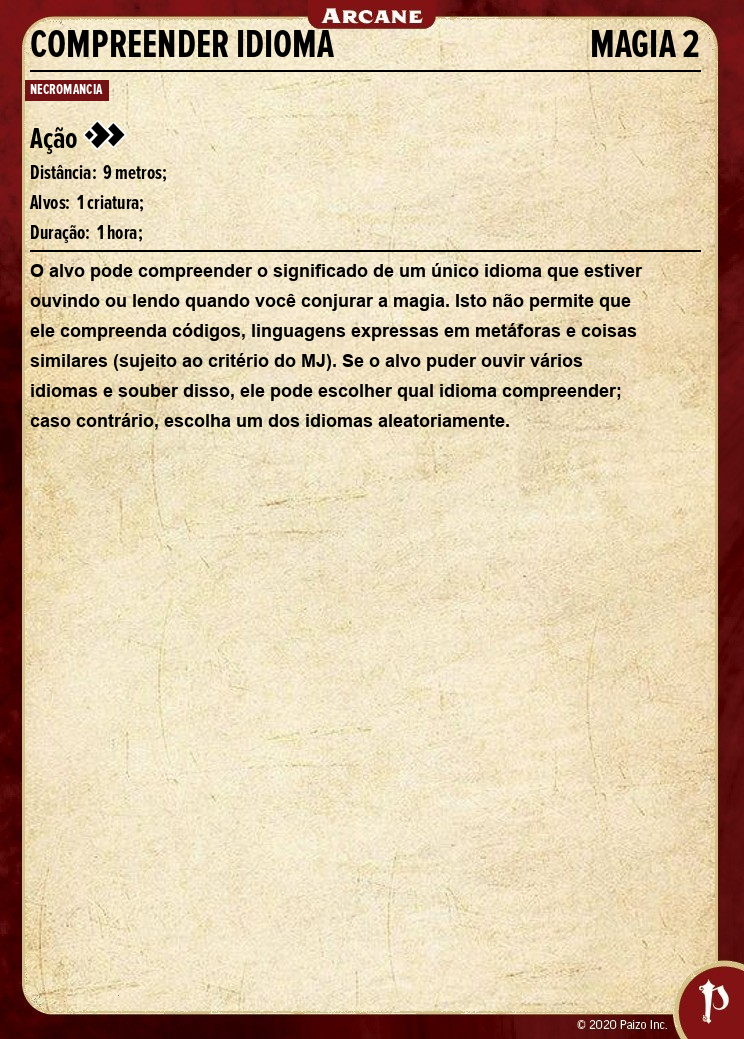 ARCANE
COMPREENDER IDIOMA MAGIA 2
NECROMANCIA
Ação
Distância: 9 metros;
Alvos: 1 criatura;
Duração: 1 hora;
O alvo pode compreender o significado de um único idioma que estiver
ouvindo ou lendo quando você conjurar a magia. Isto não permite que
ele compreenda códigos, linguagens expressas em metáforas e coisas
similares (sujeito ao critério do MJ). Se o alvo puder ouvir vários
idiomas e souber disso, ele pode escolher qual idioma compreender;
caso contrário, escolha um dos idiomas aleatoriamente.
© 2020 Paizo Inc.